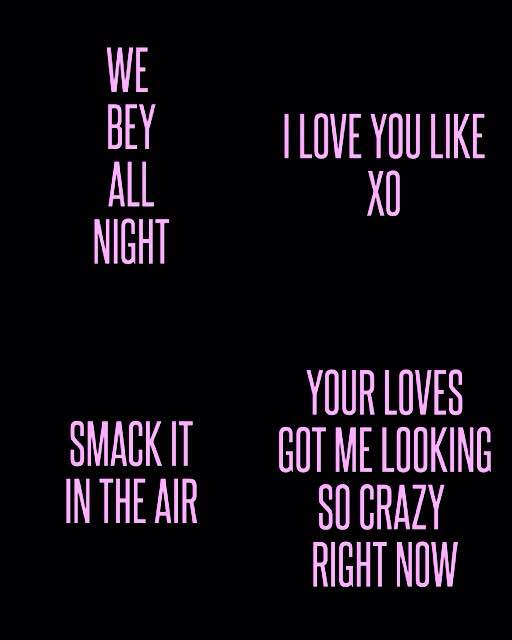 WE
BEY
ALL
NIGHT
I LOVE YOU LIKE
XO
SMACK IT
IN THE AIR
YOUR LOVES
GOT ME LOOKING
SO CRAZY
RIGHT NOW